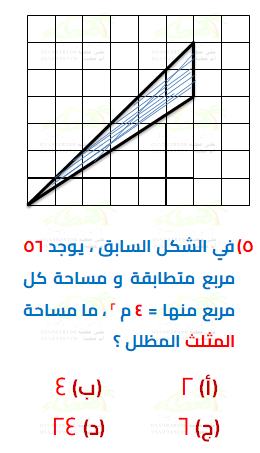 ٥) في الشكل السابق ، يوجد ٥٦
مربع متطابقة و مساحة كل
مربع منها = ٤ م ٢ ، ما مساحة
المثلث المظلل ؟
(أ) ٢ (ب) ٤
(ج) ٦ (د) ٢٤